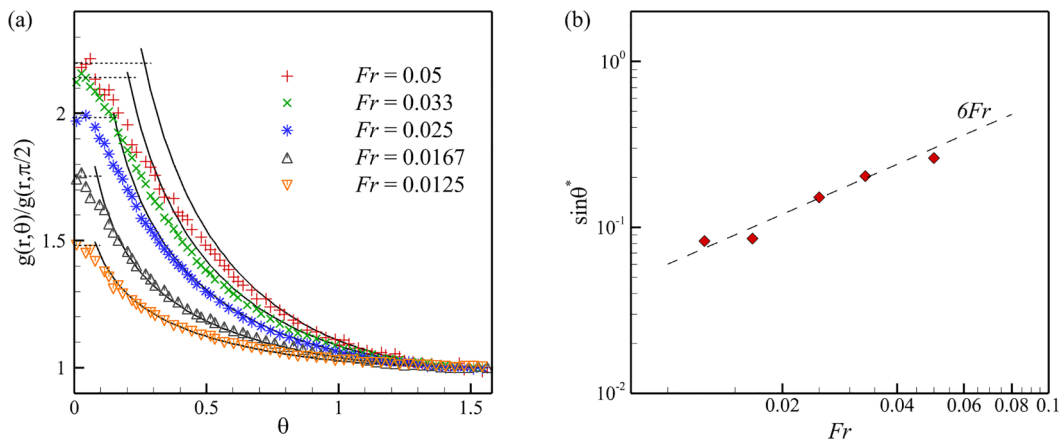 (a)
g(r,θ)/g(r,π/2)
2
1.5
1
0
0.5
1
1.5
θ
Fr = 0.05
Fr = 0.033
Fr = 0.025
Fr = 0.0167
Fr = 0.0125
(b)
sinθ*
10⁰
10⁻¹
10⁻²
6Fr
0.02
0.04
0.06
0.08
0.1
Fr